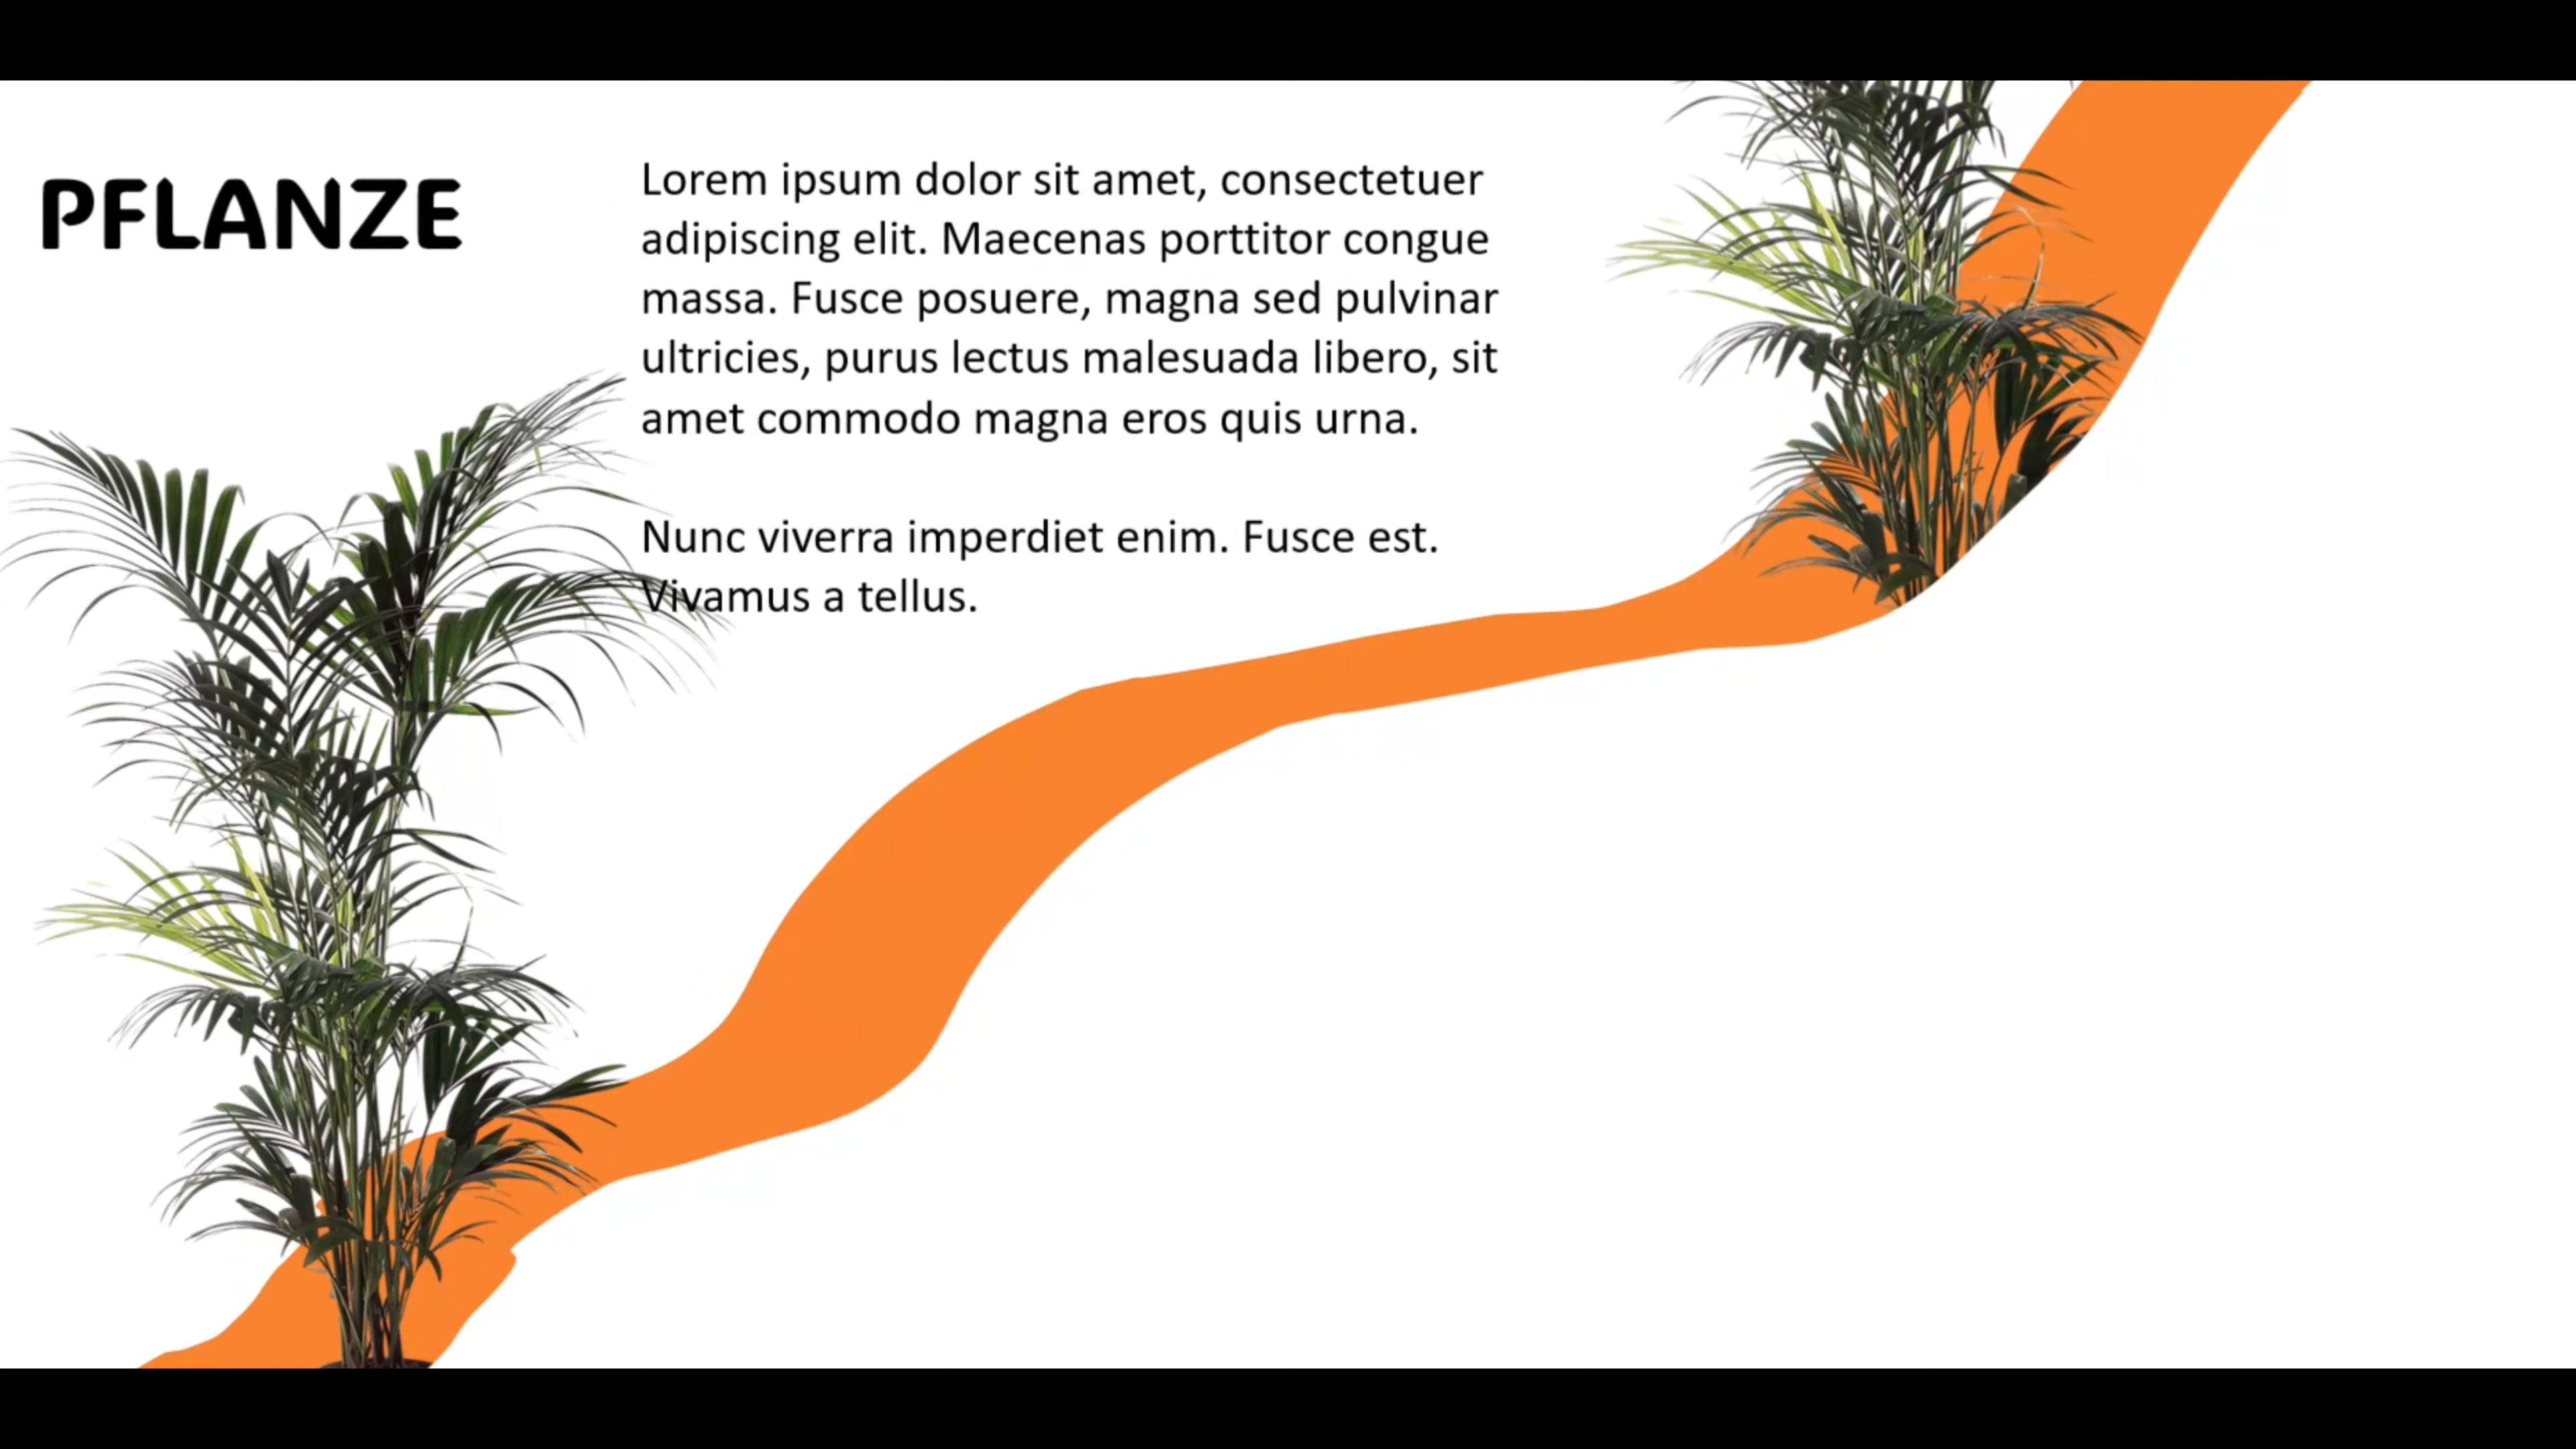 PFLANZE
Lorem ipsum dolor sit amet, consectetuer
adipiscing elit. Maecenas porttitor congue
massa. Fusce posuere, magna sed pulvinar
ultricies, purus lectus malesuada libero, sit
amet commodo magna eros quis urna.
Nunc viverra imperdiet enim. Fusce est.
Vivamus a tellus.